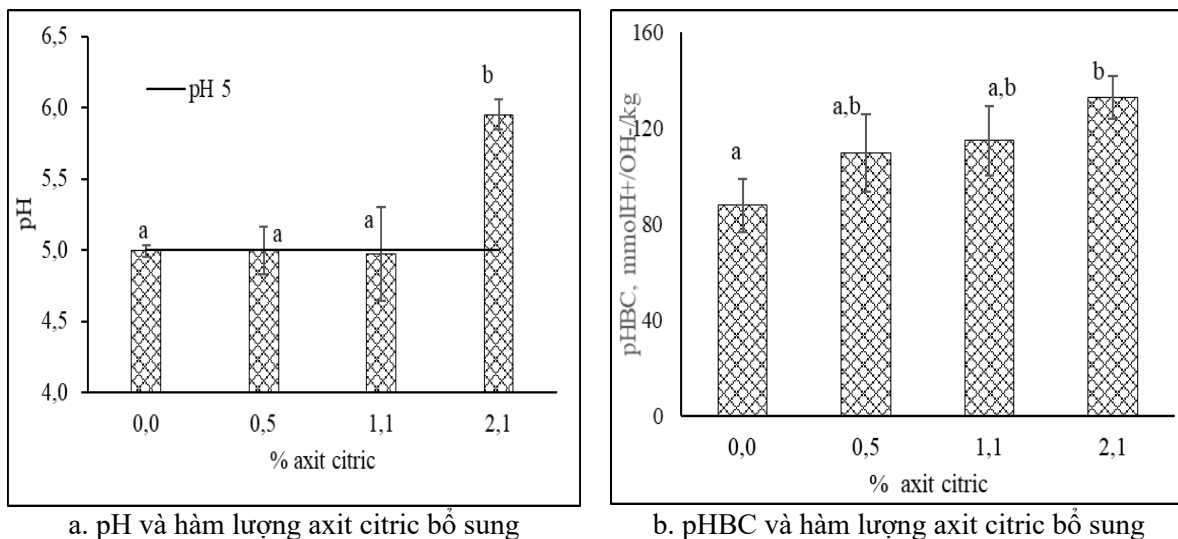 6,5
6,0
5,5
5,0
4,5
4,0
pH
pH 5
a
a
a
b
0,0 0,5 1,1 2,1
% axit citric
a. pH và hàm lượng axit citric bổ sung
160
120
80
40
0
pHBC, mmolH+/OH-/kg
a
a,b
a,b
b
0,0 0,5 1,1 2,1
% axit citric
b. pHBC và hàm lượng axit citric bổ sung